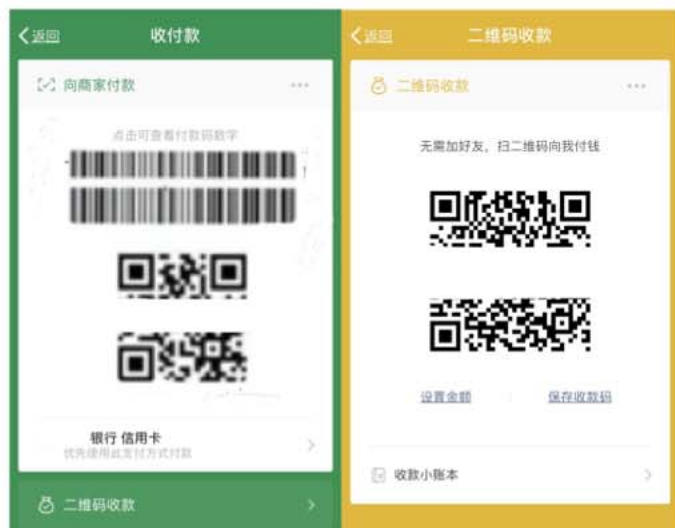 返回
收付款
向商家付款
点击可查看付款码数字
银行 信用卡
优先使用此支付方式付款
二维码收款
返回
二维码收款
二维码收款
无需加好友，扫二维码向我付钱
设置金额
保存收款码
收款小账本